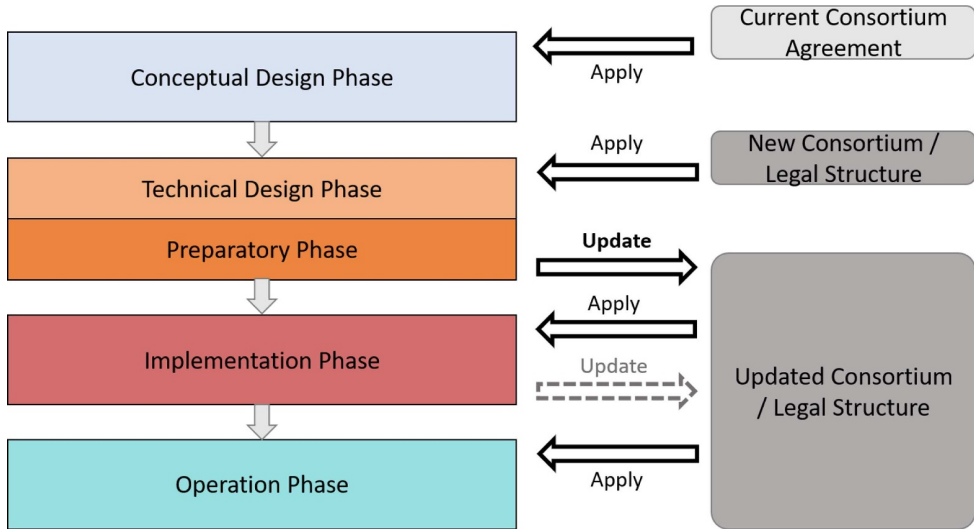 Conceptual Design Phase
Apply
Current Consortium
Agreement
Technical Design Phase
Apply
New Consortium /
Legal Structure
Preparatory Phase
Update
Apply
Implementation Phase
Update
Updated Consortium
/ Legal Structure
Operation Phase
Apply